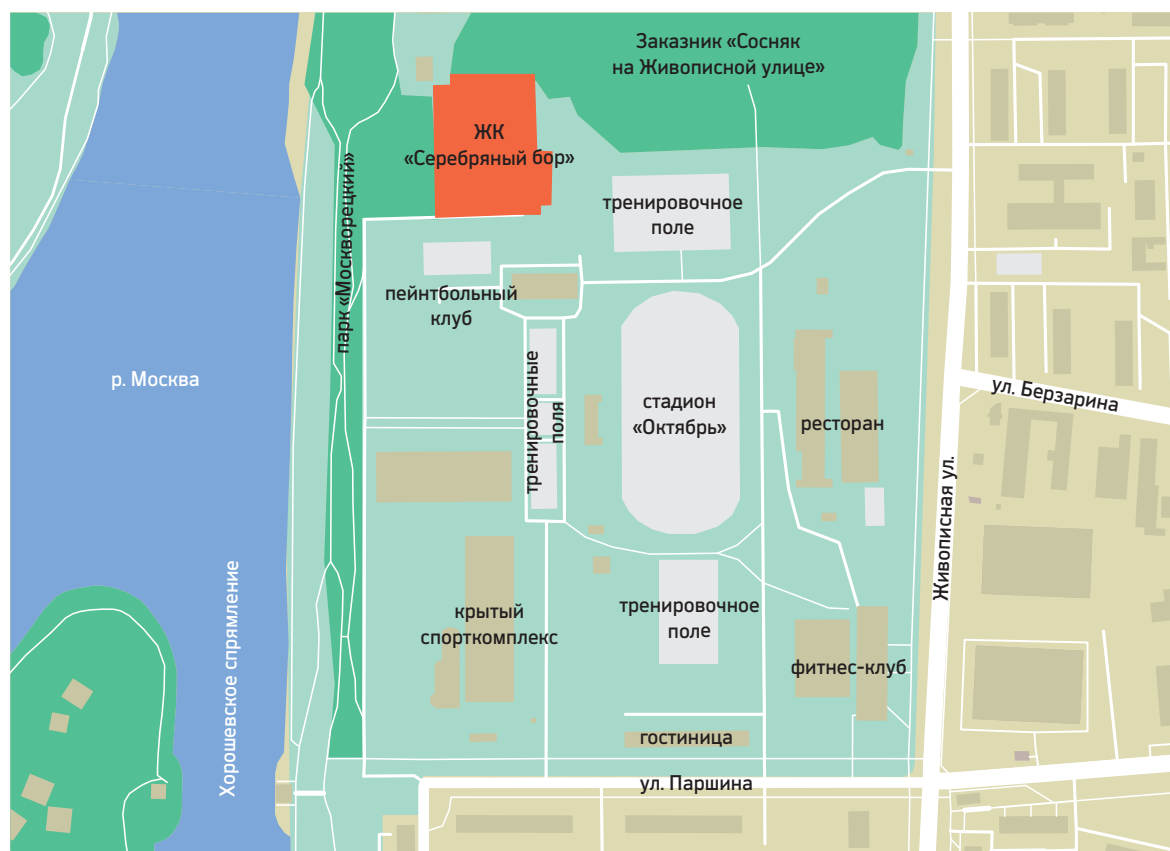 Заказник «Сосняк
на Живописной улице»
ЖК
«Серебряный бор»
парк «Москворецкий»
тренировочное
поле
пейнтбольный
клуб
р. Москва
тренировочные
поля
стадион
«Октябрь»
ресторан
ул. Берзарина
Живописная ул.
Хорошевское спрямление
крытый
спорткомплекс
тренировочное
поле
фитнес-клуб
гостиница
ул. Паршина